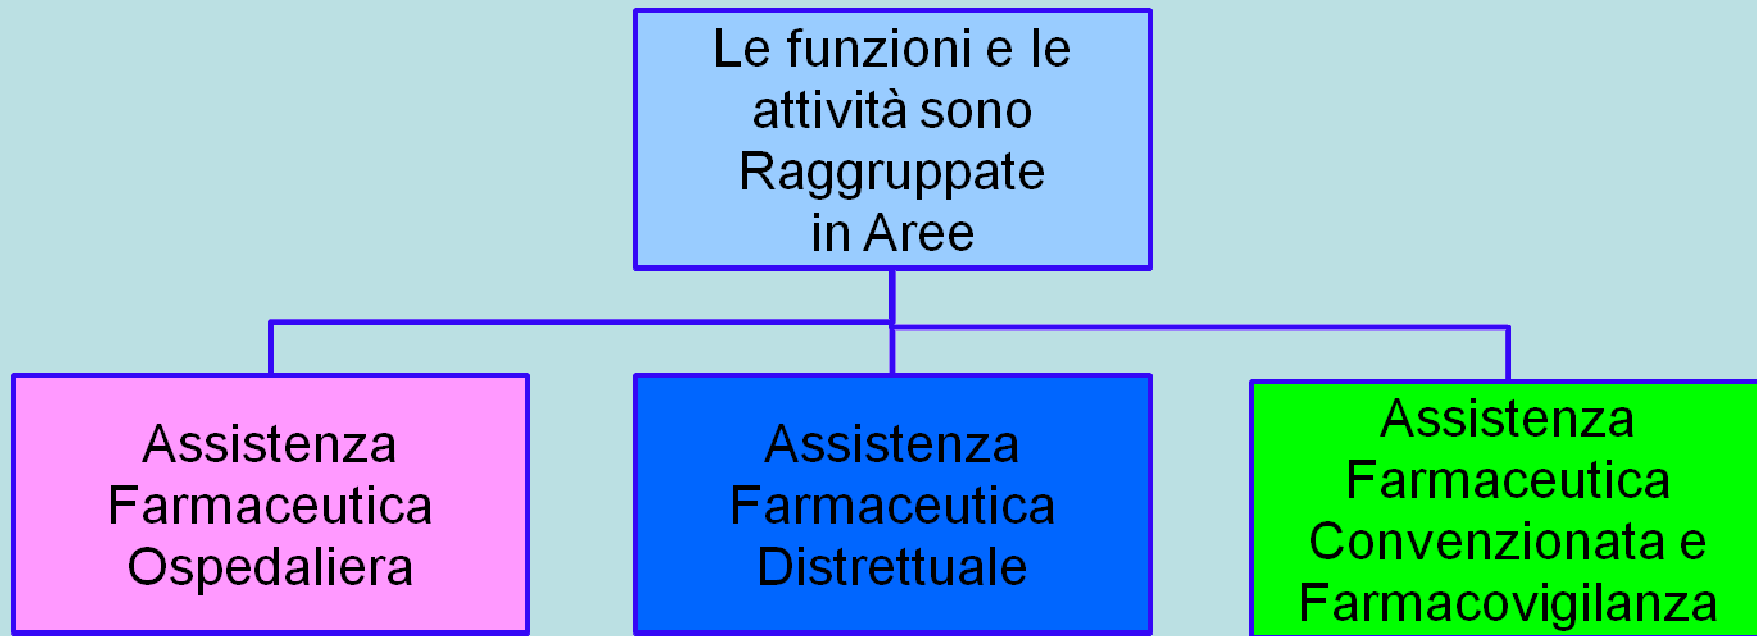 Le funzioni e le
attività sono
Raggruppate
in Aree
Assistenza
Farmaceutica
Ospedaliera
Assistenza
Farmaceutica
Distrettuale
Assistenza
Farmaceutica
Convenzionata e
Farmacovigilanza